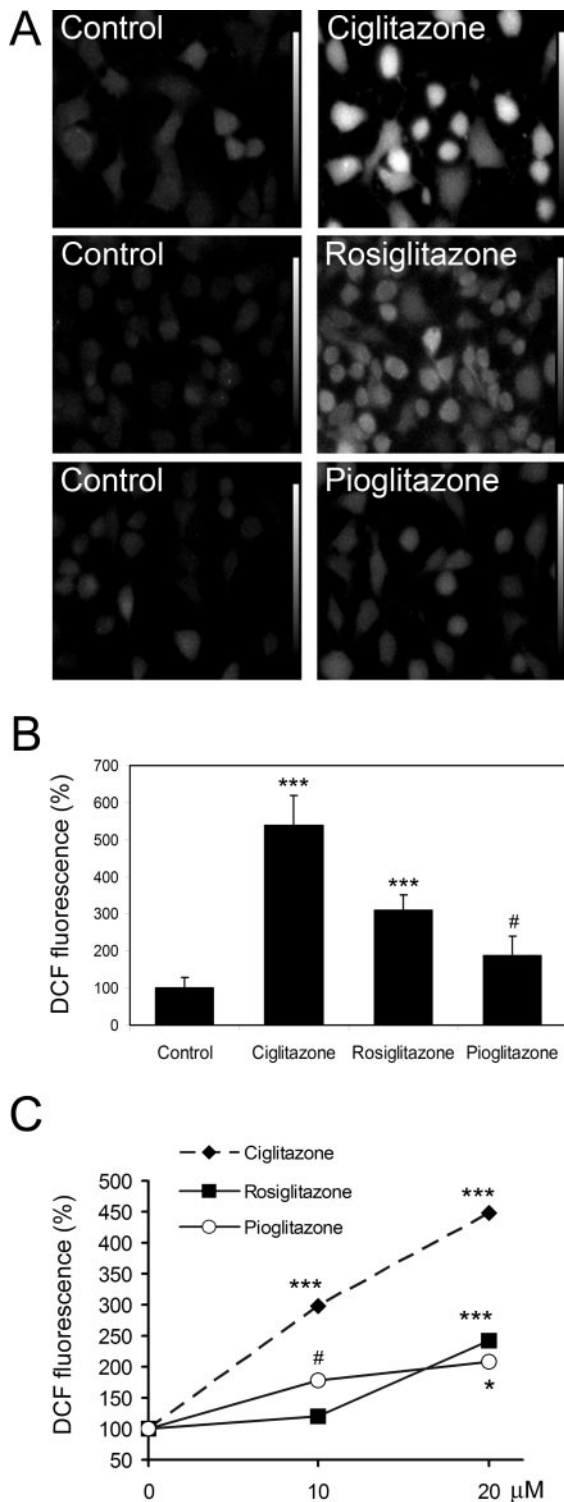 A
Control
Ciglitazone
Control
Rosiglitazone
Control
Pioglitazone
B
DCF fluorescence (%)
700
600
500
400
300
200
100
0
***
***
#
Control Ciglitazone Rosiglitazone Pioglitazone
C
Ciglitazone
Rosiglitazone
Pioglitazone
DCF fluorescence (%)
500
450
400
350
300
250
200
150
100
50
***
***
***
#
*
0 10 20 μM